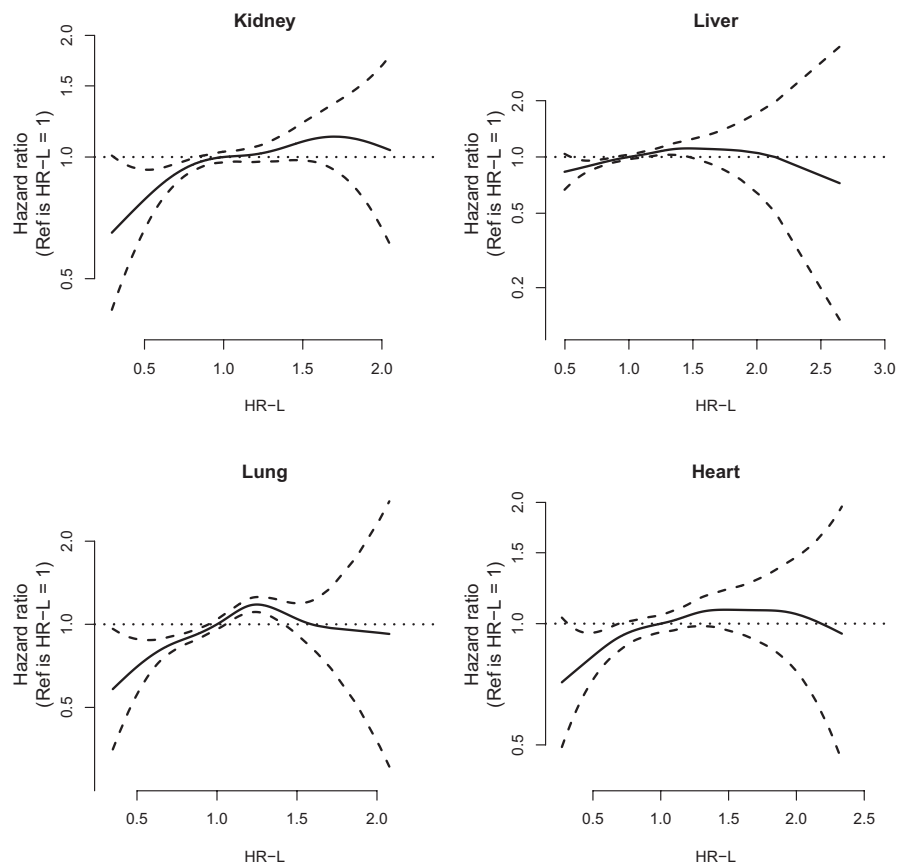 Kidney
Hazard ratio
(Ref is HR−L = 1)
2.0
1.5
1.0
0.5
0.5 1.0 1.5 2.0
HR−L
Liver
Hazard ratio
(Ref is HR−L = 1)
2.0
1.0
0.5
0.2
0.5 1.0 1.5 2.0 2.5 3.0
HR−L
Lung
Hazard ratio
(Ref is HR−L = 1)
2.0
1.0
0.5
0.5 1.0 1.5 2.0
HR−L
Heart
Hazard ratio
(Ref is HR−L = 1)
2.0
1.5
1.0
0.5
0.5 1.0 1.5 2.0 2.5
HR−L